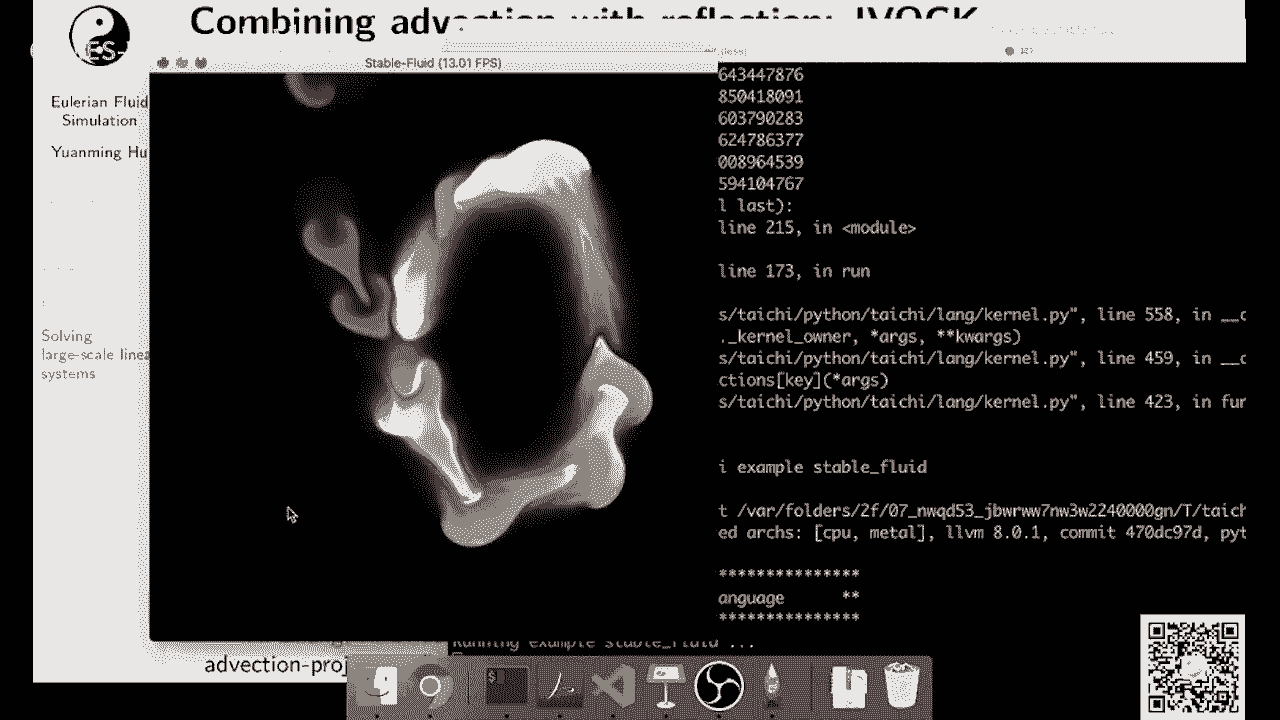 Combining advection with reflection: IVOCK
ES-
Stable-Fluid (13.01 FPS)
Eulerian Fluid
Simulation
Yuanming Hu
Solving
large-scale linea
systems
643447876
850418091
603790283
624786377
008964539
594104767
l last):
line 215, in <module>
line 173, in run
s/taichi/python/taichi/lang/kernel.py", line 558, in __c
._kernel_owner, *args, **kwargs)
s/taichi/python/taichi/lang/kernel.py", line 459, in __c
ctions[key](*args)
s/taichi/python/taichi/lang/kernel.py", line 423, in fur
i example stable_fluid
t /var/folders/2f/07_nwqd53_jbwrww7nw3w2240000gn/T/taich
ed archs: [cpu, metal], llvm 8.0.1, commit 470dc97d, pyt
***************
anguage **
***************
Running example stable_fluid ...
advection-proj